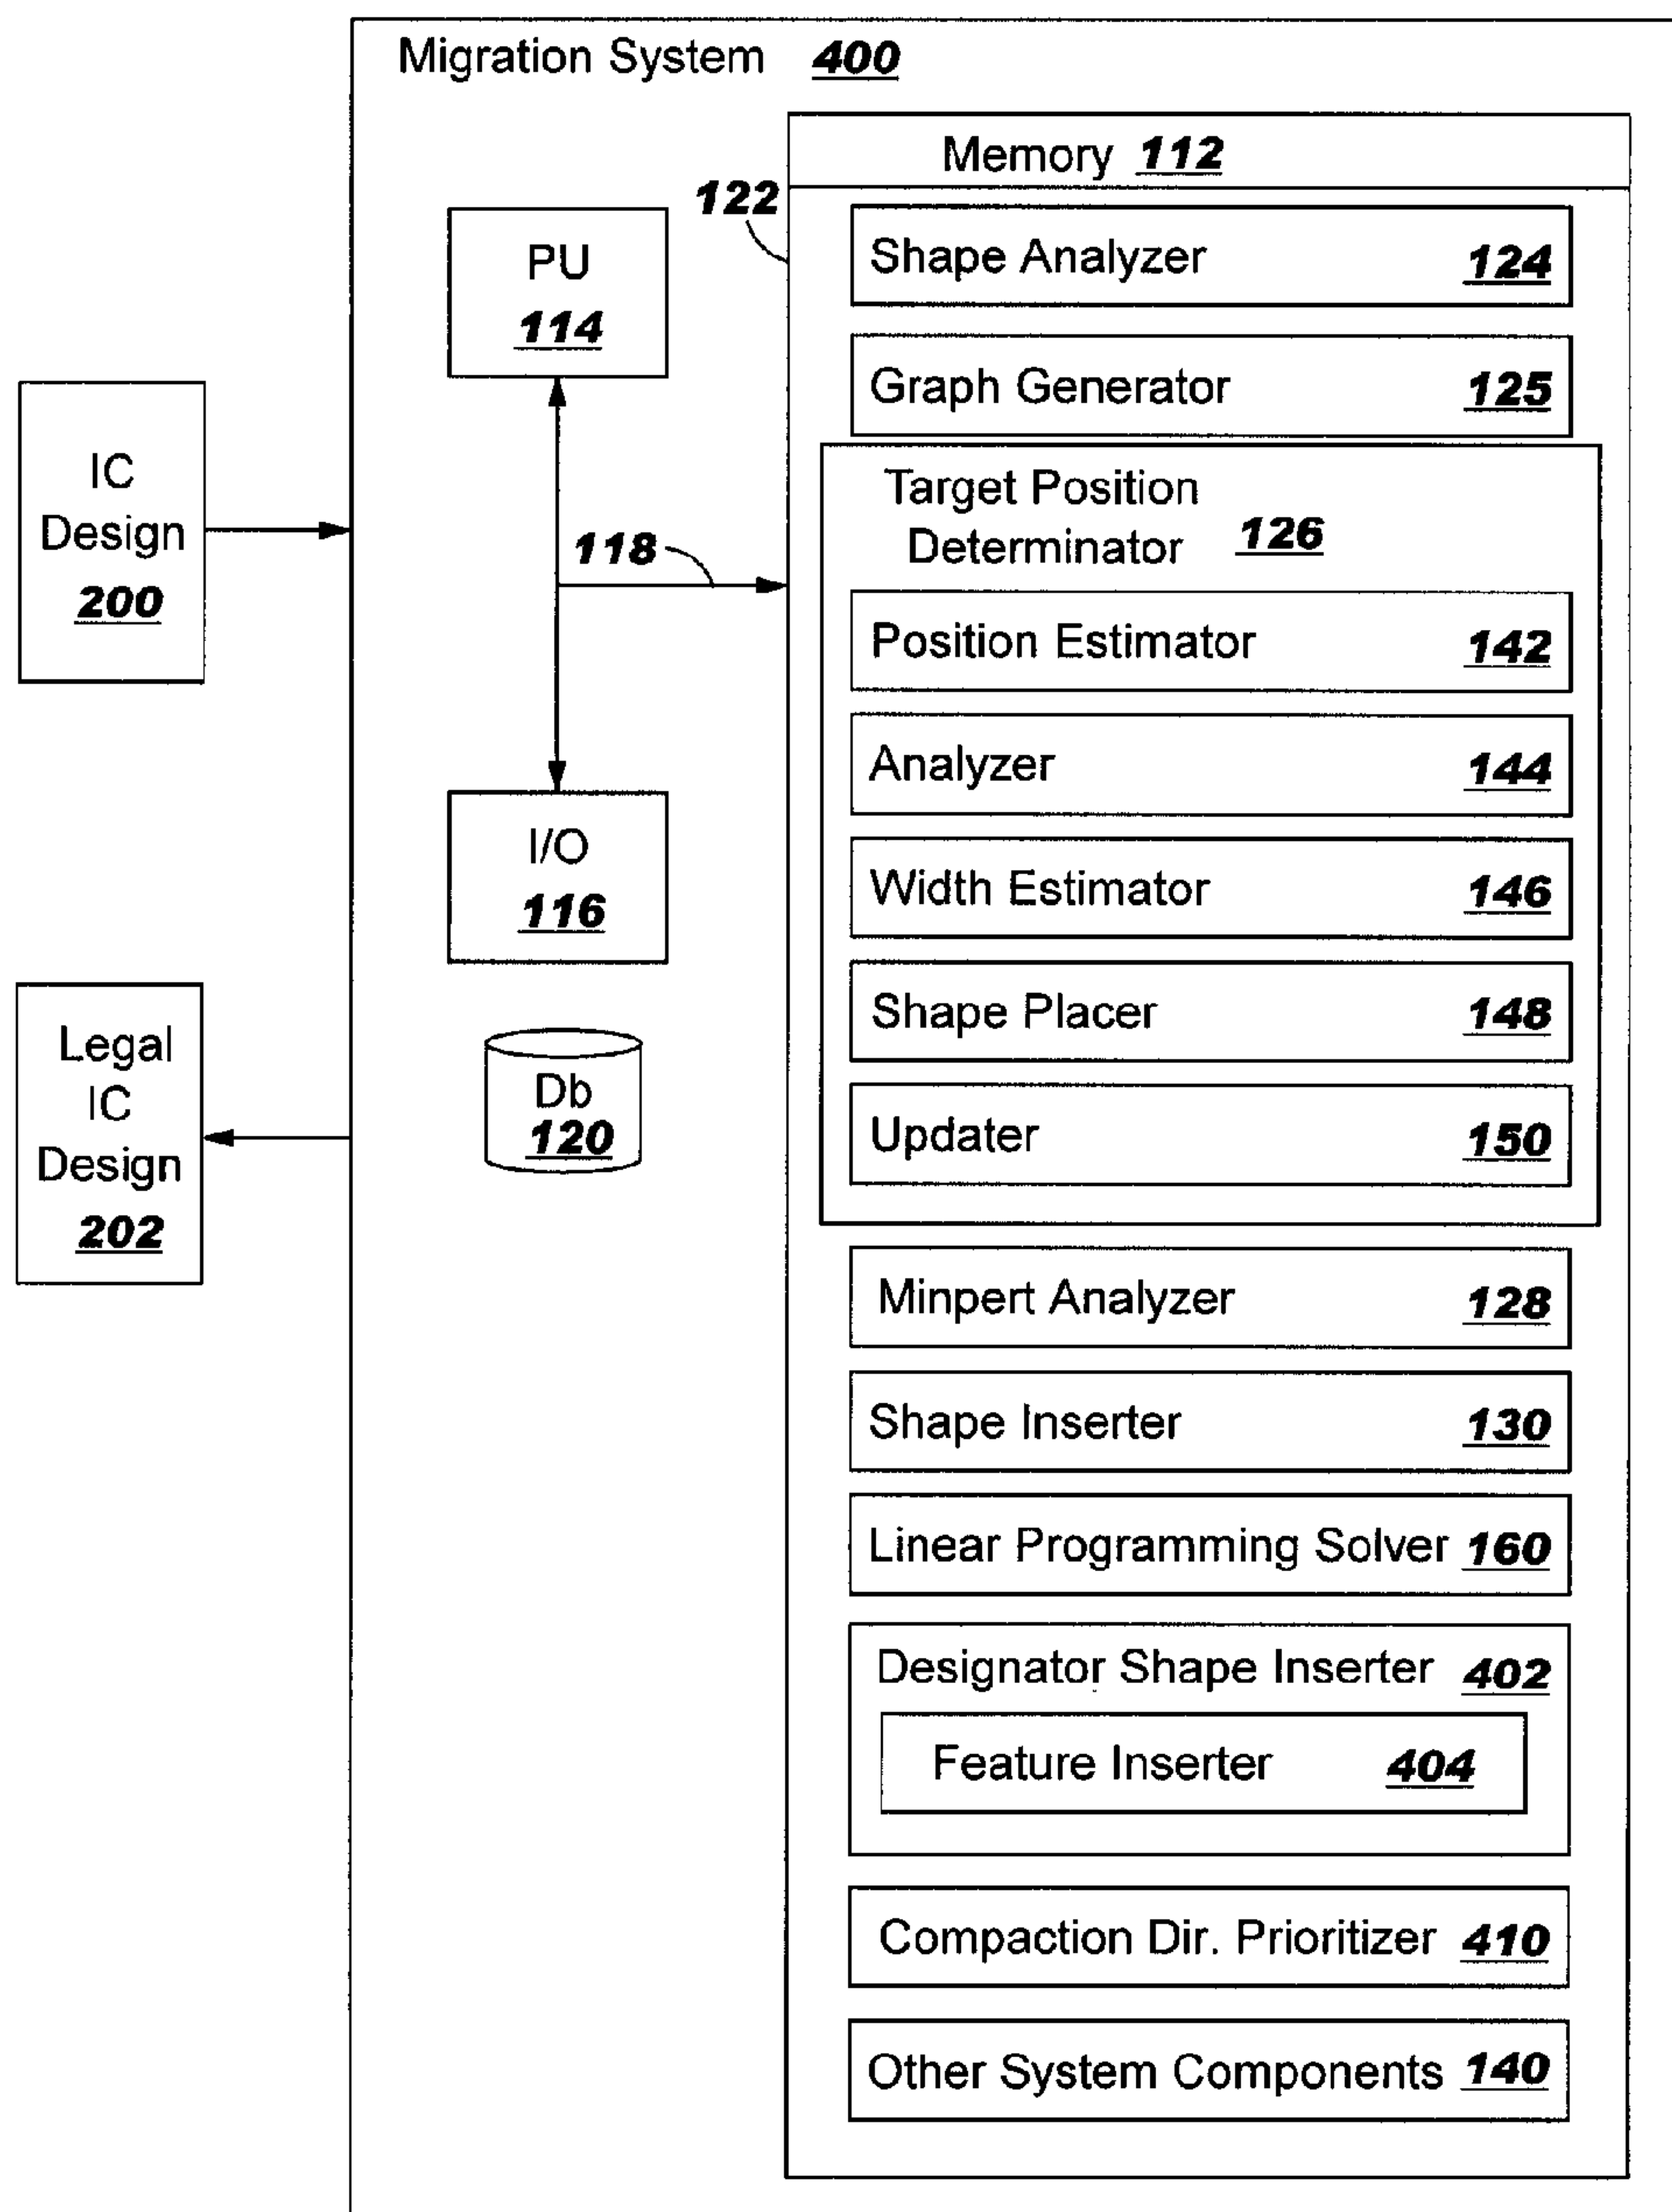 Migration System 400
Memory 112
122
PU
114
Shape Analyzer 124
Graph Generator 125
IC
Design
200
Target Position
Determinator 126
118
Position Estimator 142
Analyzer 144
I/O
116
Width Estimator 146
Legal
IC
Design
202
Shape Placer 148
Db
120
Updater 150
Minpert Analyzer 128
Shape Inserter 130
Linear Programming Solver 160
Designator Shape Inserter 402
Feature Inserter 404
Compaction Dir. Prioritizer 410
Other System Components 140